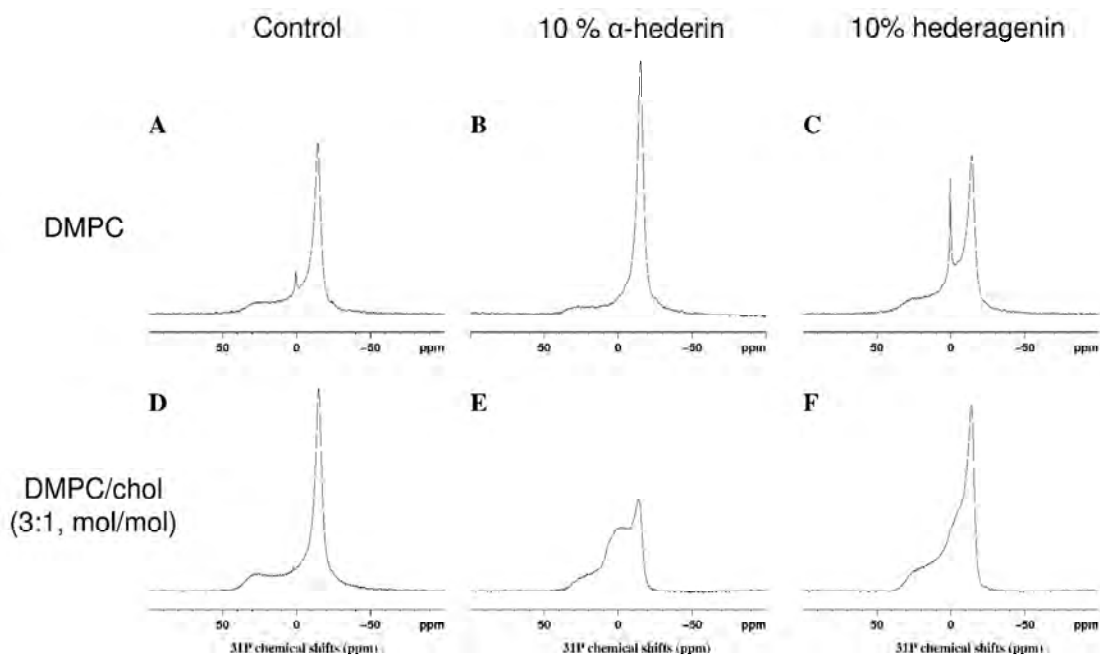 Control 10 % α-hederin 10% hederagenin
A B C
DMPC
50 0 -50 ppm 50 0 -50 ppm 50 0 -50 ppm
D E F
DMPC/chol
(3:1, mol/mol)
50 0 -50 ppm 50 0 -50 ppm 50 0 -50 ppm
31P chemical shifts (ppm) 31P chemical shifts (ppm) 31P chemical shifts (ppm)